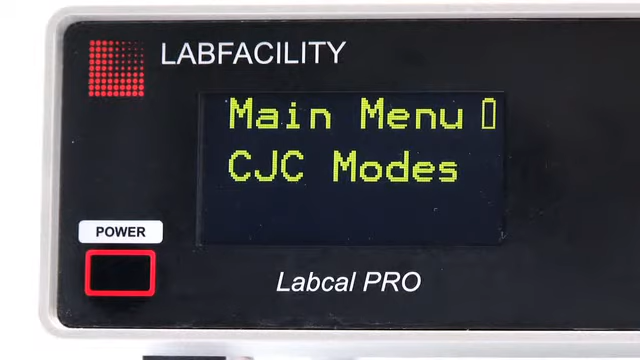 LABFACILITY
Main Menu
CJC Modes
POWER
Labcal PRO